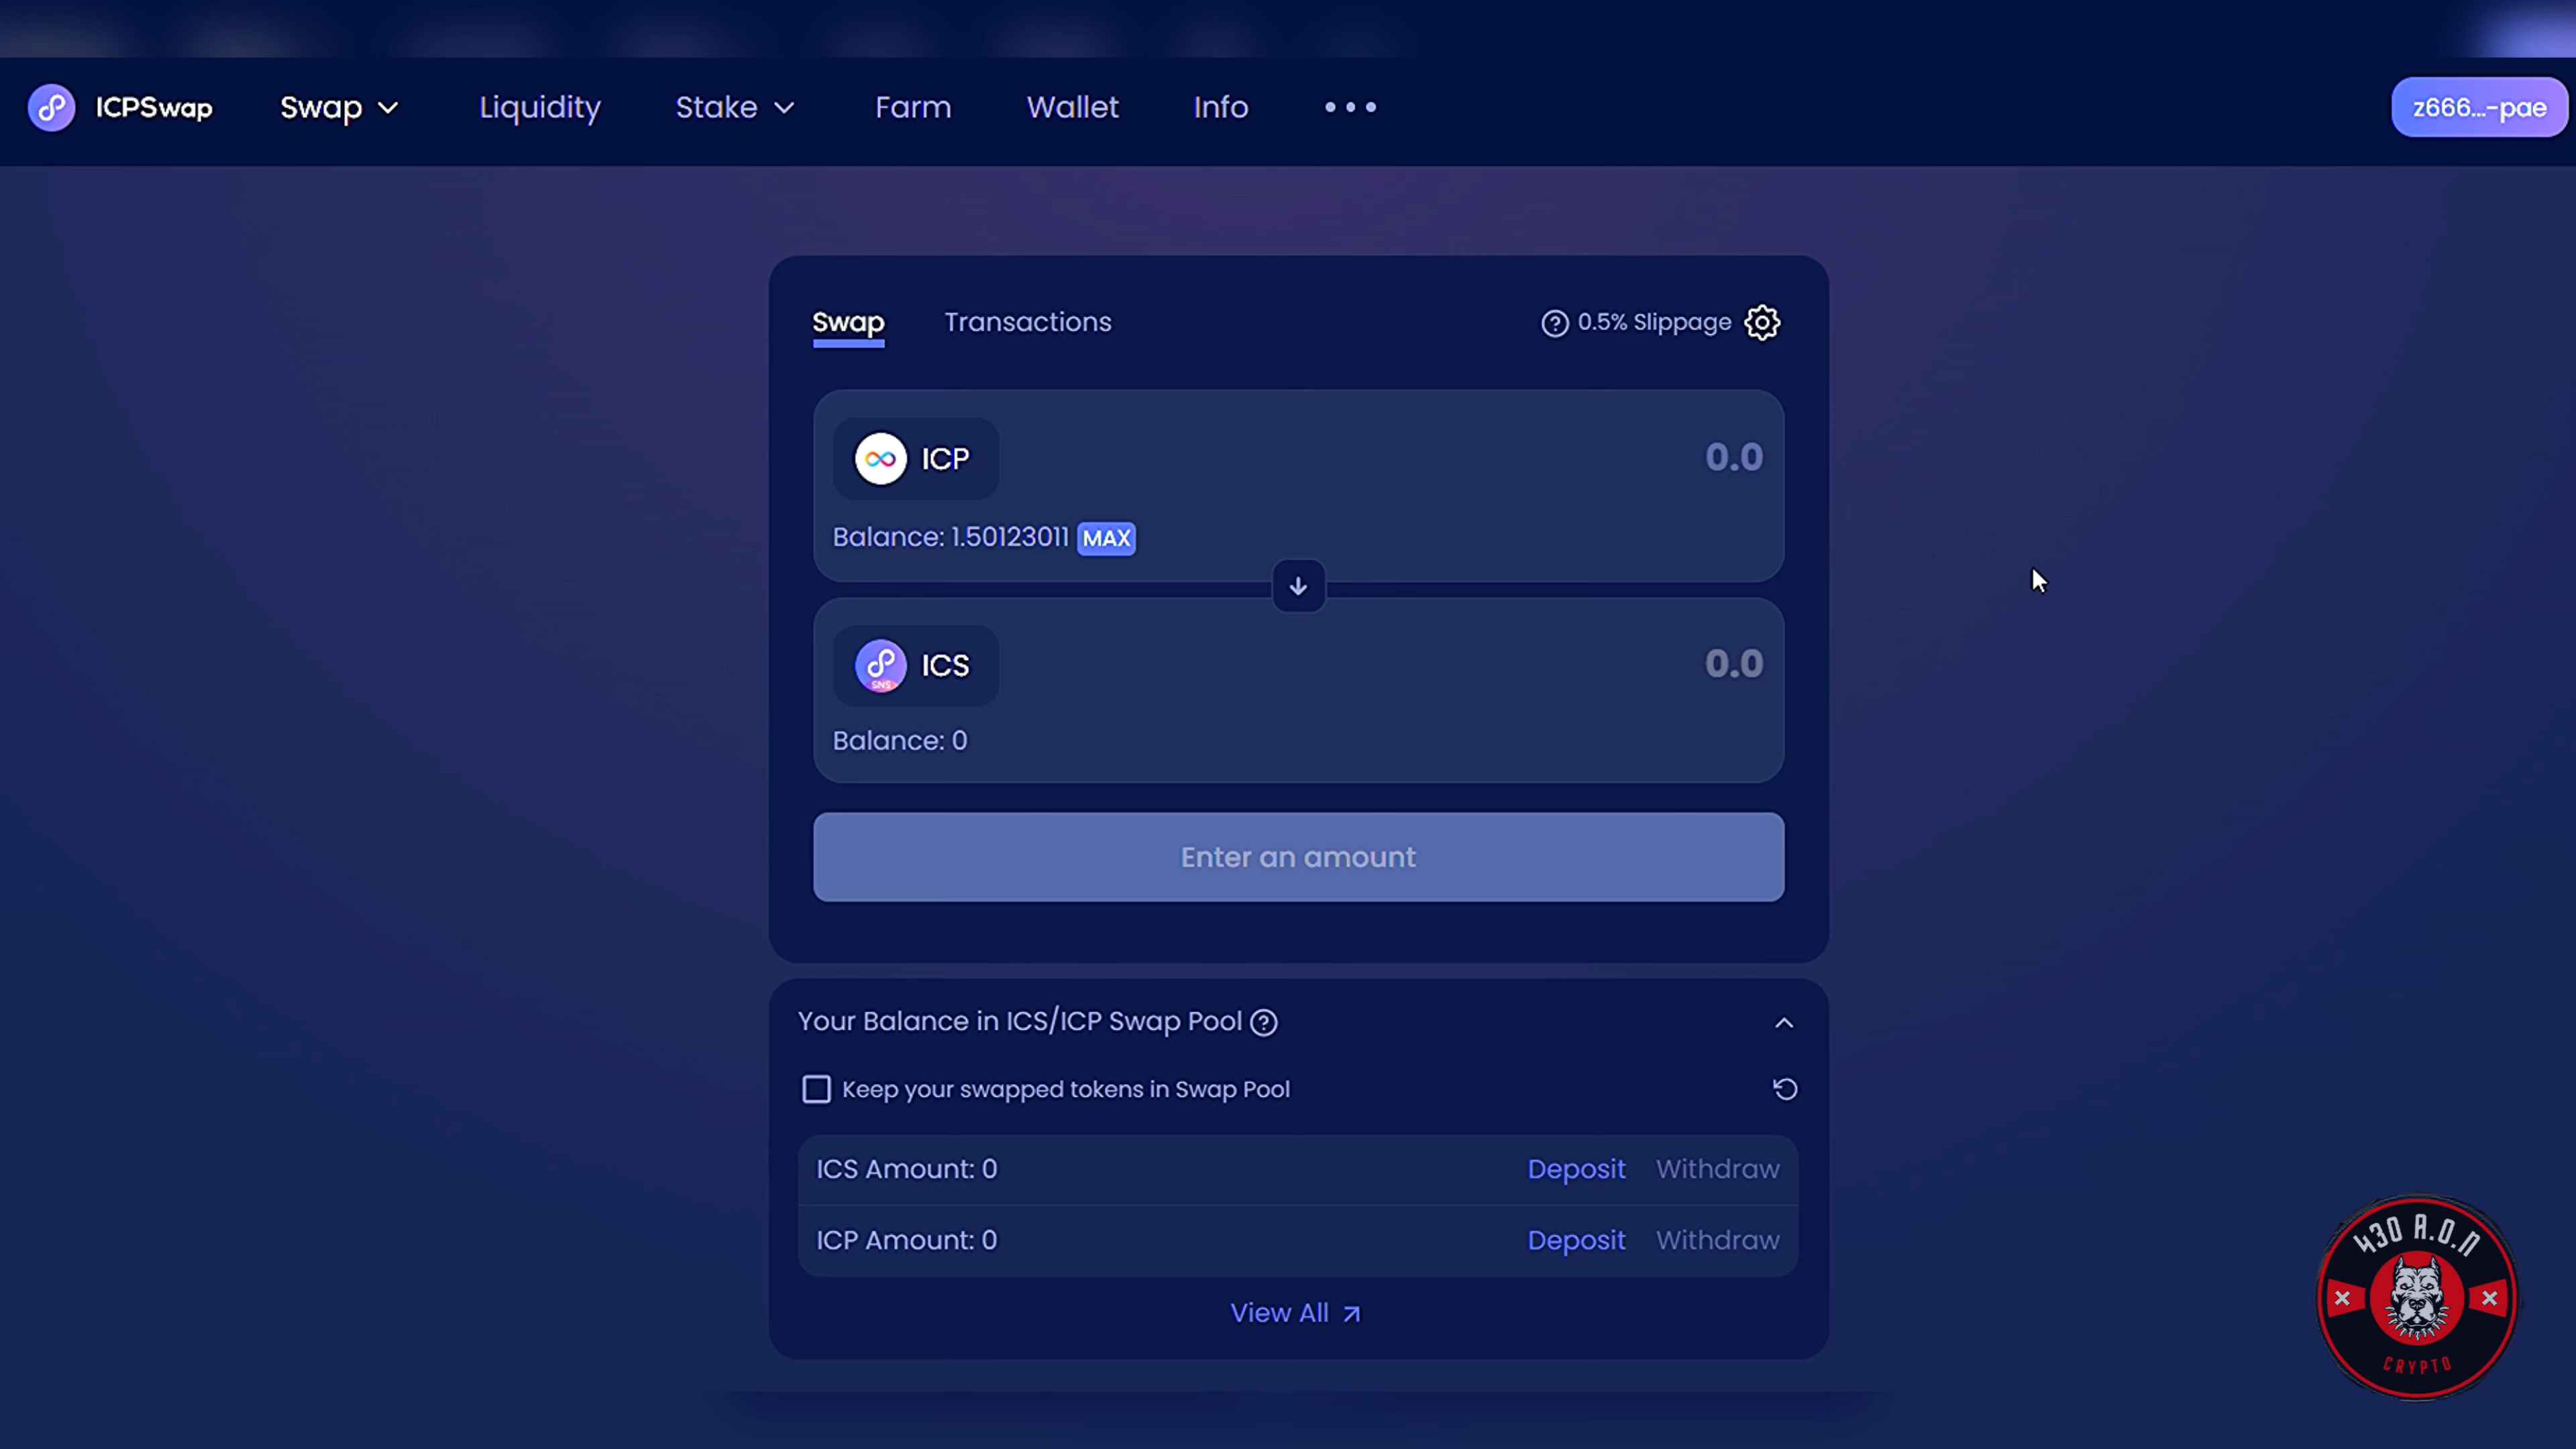 ICPSwap Swap Liquidity Stake Farm Wallet Info z666...-pae
Swap Transactions 0.5% Slippage
ICP 0.0
Balance: 1.50123011 MAX
SNS
ICS 0.0
Balance: 0
Enter an amount
Your Balance in ICS/ICP Swap Pool
Keep your swapped tokens in Swap Pool
ICS Amount: 0 Deposit Withdraw
ICP Amount: 0 Deposit Withdraw
View All
430 A.O.N
CRYPTO